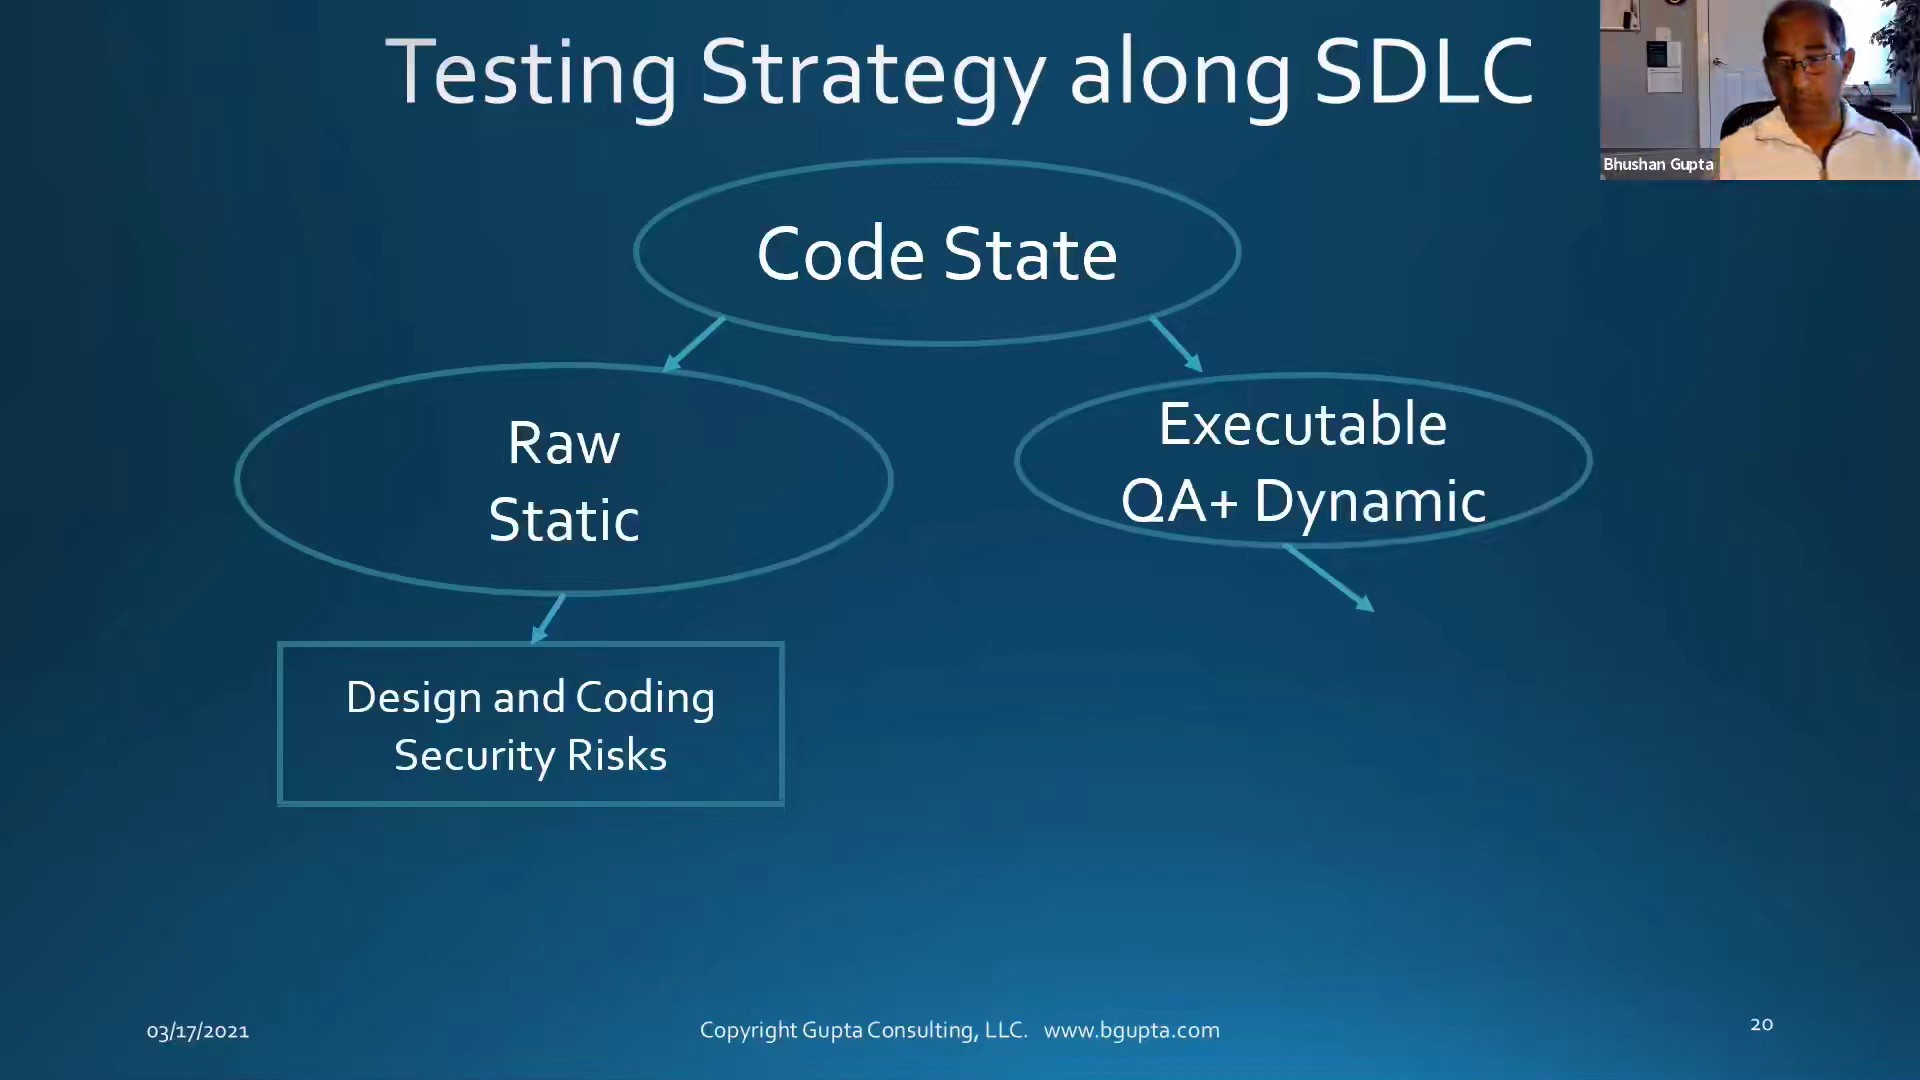 Testing Strategy along SDLC
Bhushan Gupta
Code State
Raw
Static
Executable
QA+ Dynamic
Design and Coding
Security Risks
03/17/2021
Copyright Gupta Consulting, LLC. www.bgupta.com
20